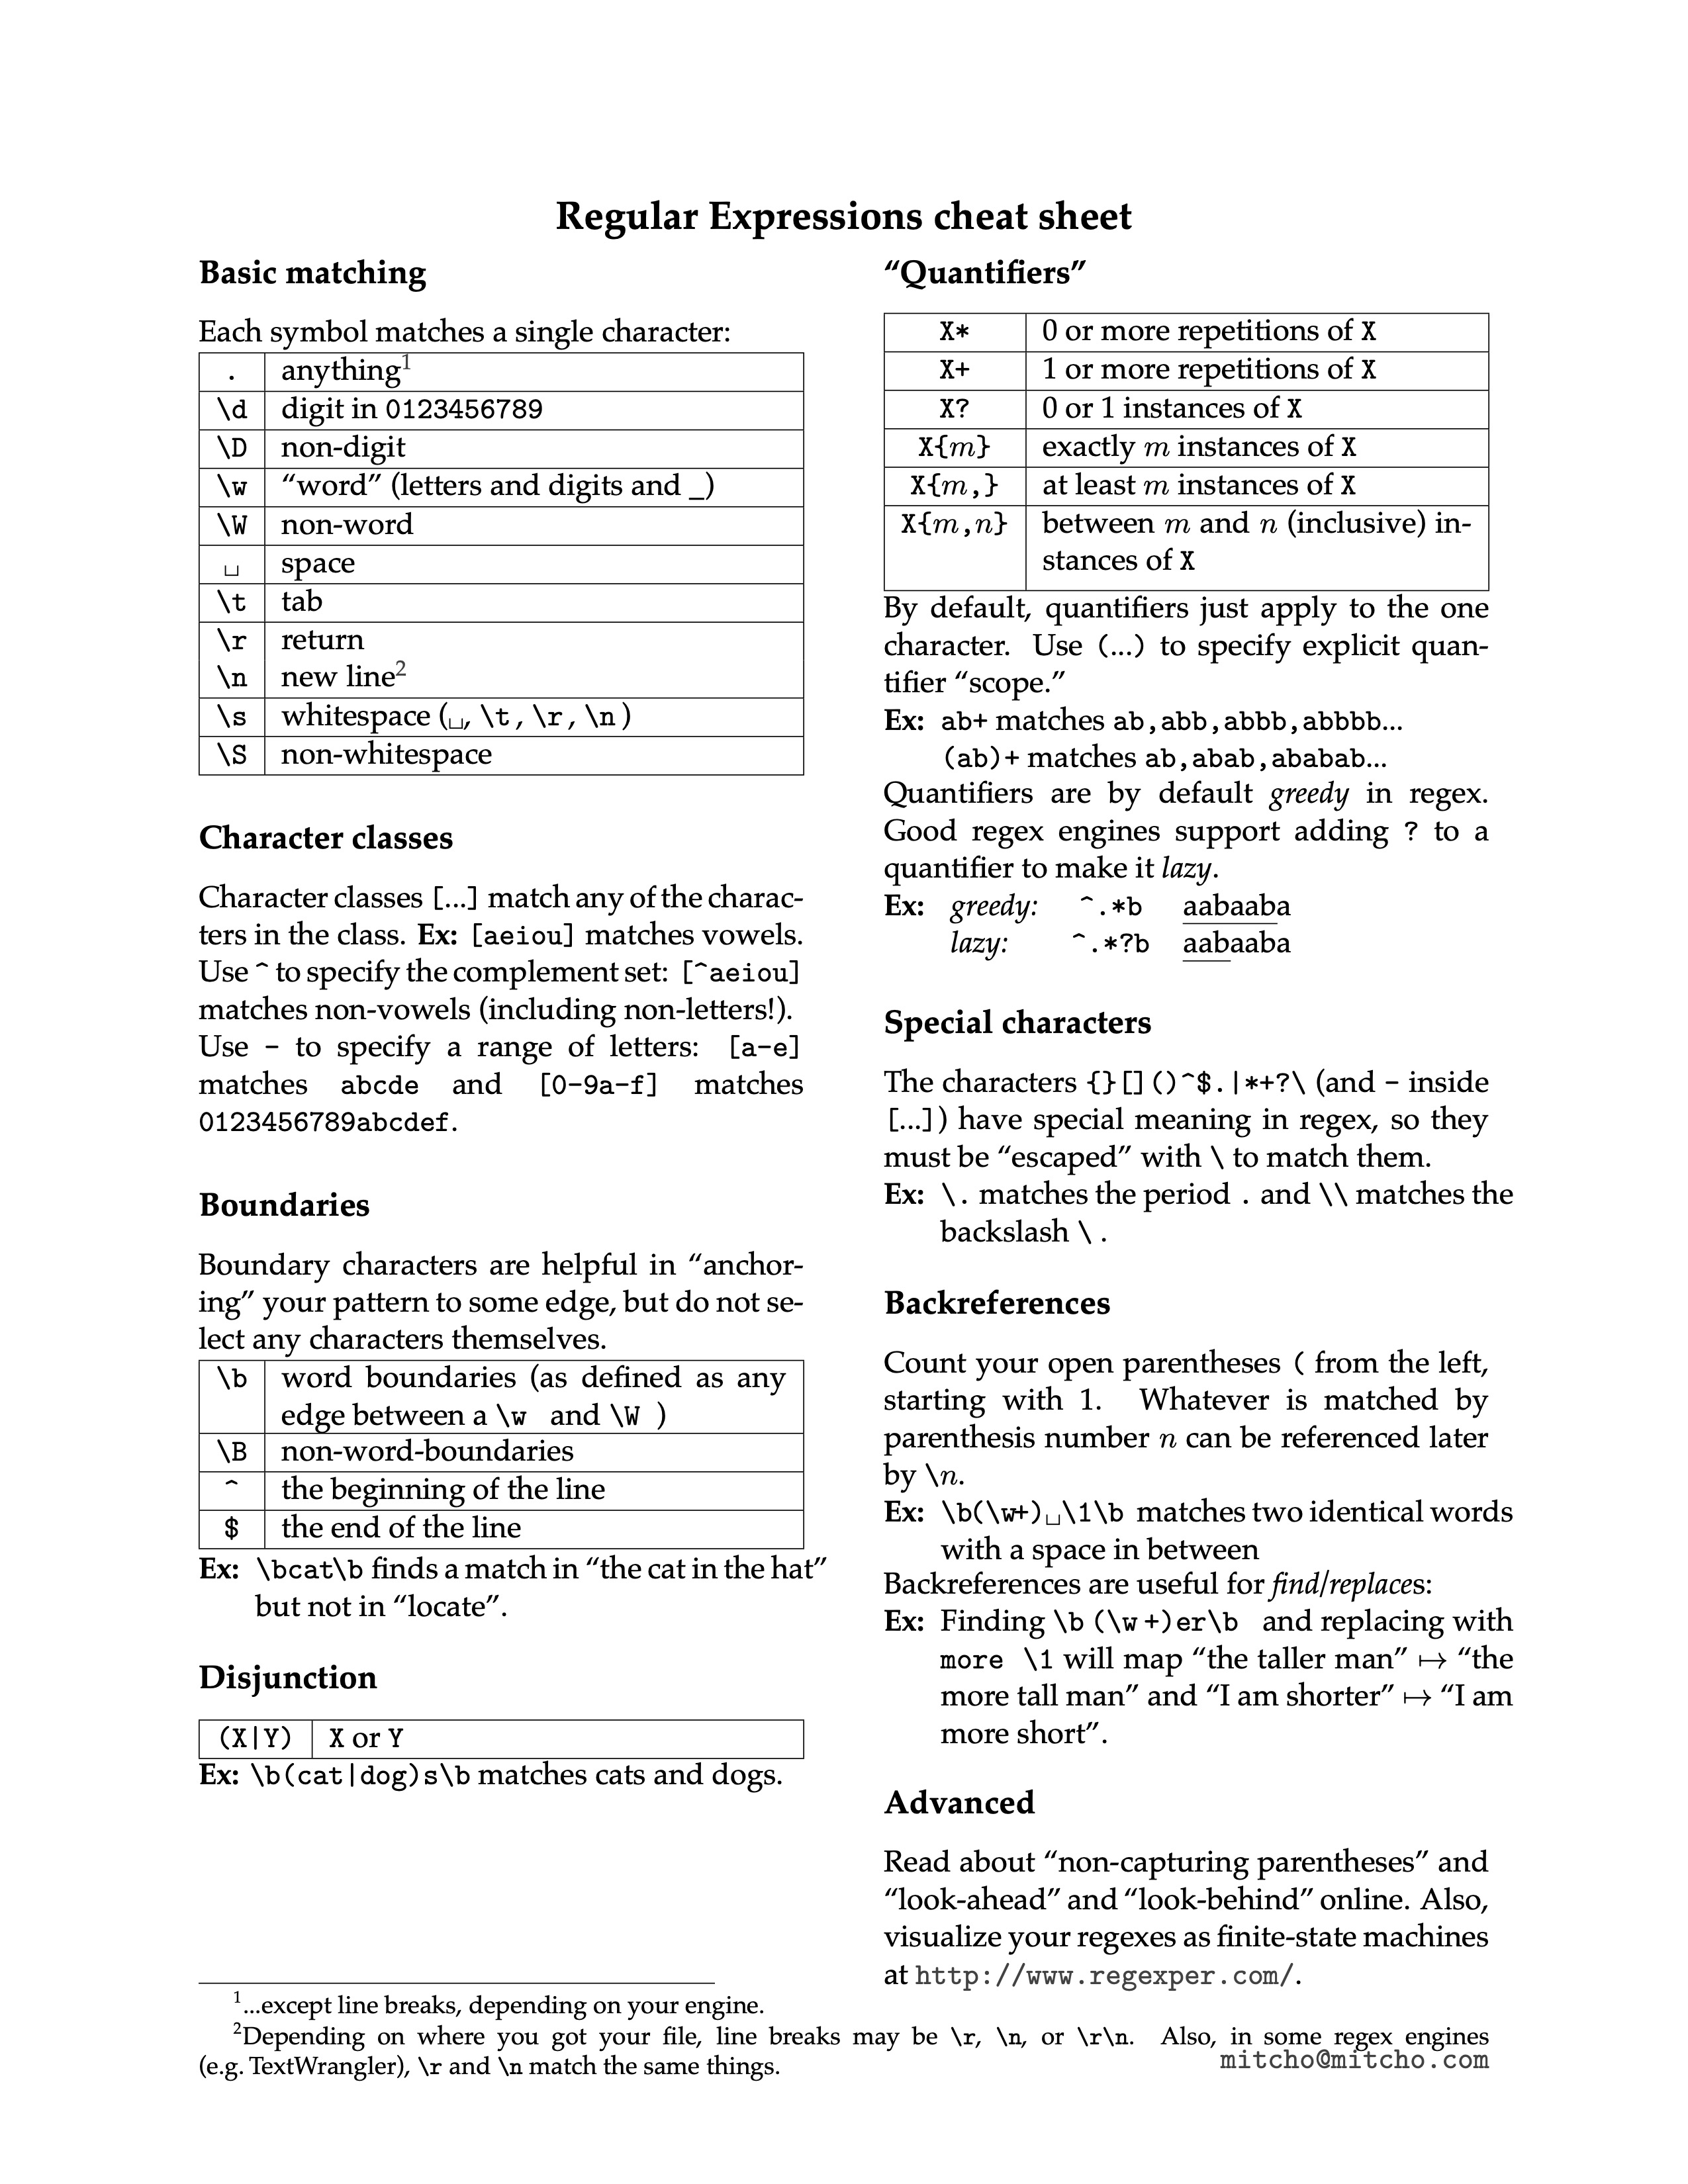 Regular Expressions cheat sheet
Basic matching
Each symbol matches a single character:
. anything1
\d digit in 0123456789
\D non-digit
\w “word” (letters and digits and _)
\W non-word
␣ space
\t tab
\r return
\n new line2
\s whitespace (␣, \t, \r, \n)
\S non-whitespace
Character classes
Character classes [...] match any of the charac-
ters in the class. Ex: [aeiou] matches vowels.
Use ^ to specify the complement set: [^aeiou]
matches non-vowels (including non-letters!).
Use - to specify a range of letters: [a-e]
matches abcde and [0-9a-f] matches
0123456789abcdef.
Boundaries
Boundary characters are helpful in “anchor-
ing” your pattern to some edge, but do not se-
lect any characters themselves.
\b word boundaries (as defined as any
edge between a \w and \W )
\B non-word-boundaries
^ the beginning of the line
$ the end of the line
Ex: \bcat\b finds a match in “the cat in the hat”
but not in “locate”.
Disjunction
(X|Y) X or Y
Ex: \b(cat|dog)s\b matches cats and dogs.
“Quantifiers”
X* 0 or more repetitions of X
X+ 1 or more repetitions of X
X? 0 or 1 instances of X
X{m} exactly m instances of X
X{m,} at least m instances of X
X{m,n} between m and n (inclusive) in-
stances of X
By default, quantifiers just apply to the one
character. Use (...) to specify explicit quan-
tifier “scope.”
Ex: ab+ matches ab,abb,abbb,abbbb...
(ab)+ matches ab,abab,ababab...
Quantifiers are by default greedy in regex.
Good regex engines support adding ? to a
quantifier to make it lazy.
Ex: greedy: ^.*b aabaaba
lazy: ^.*?b aabaaba
Special characters
The characters {}[]()^$.|*+?\ (and - inside
[...]) have special meaning in regex, so they
must be “escaped” with \ to match them.
Ex: \. matches the period . and \\ matches the
backslash \ .
Backreferences
Count your open parentheses ( from the left,
starting with 1. Whatever is matched by
parenthesis number n can be referenced later
by \n.
Ex: \b(\w+)␣\1\b matches two identical words
with a space in between
Backreferences are useful for find/replaces:
Ex: Finding \b (\w +)er\b and replacing with
more \1 will map “the taller man” ↦ “the
more tall man” and “I am shorter” ↦ “I am
more short”.
Advanced
Read about “non-capturing parentheses” and
“look-ahead” and “look-behind” online. Also,
visualize your regexes as finite-state machines
at http://www.regexper.com/.
1...except line breaks, depending on your engine.
2Depending on where you got your file, line breaks may be \r, \n, or \r\n. Also, in some regex engines
(e.g. TextWrangler), \r and \n match the same things.
mitcho@mitcho.com